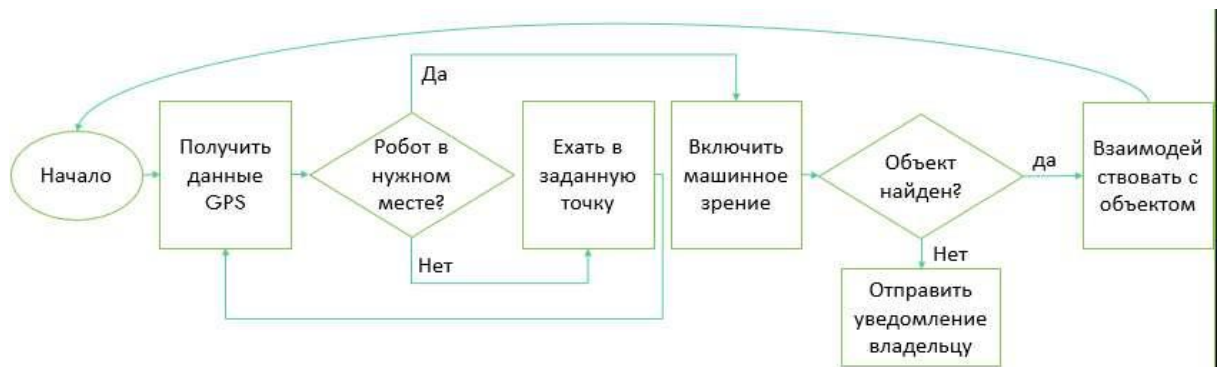 Да
Начало
Получить
данные
GPS
Робот в
нужном
месте?
Ехать в
заданную
точку
Включить
машинное
зрение
Объект
найден?
да
Взаимодей
ствовать с
объектом
Нет
Нет
Отправить
уведомление
владельцу